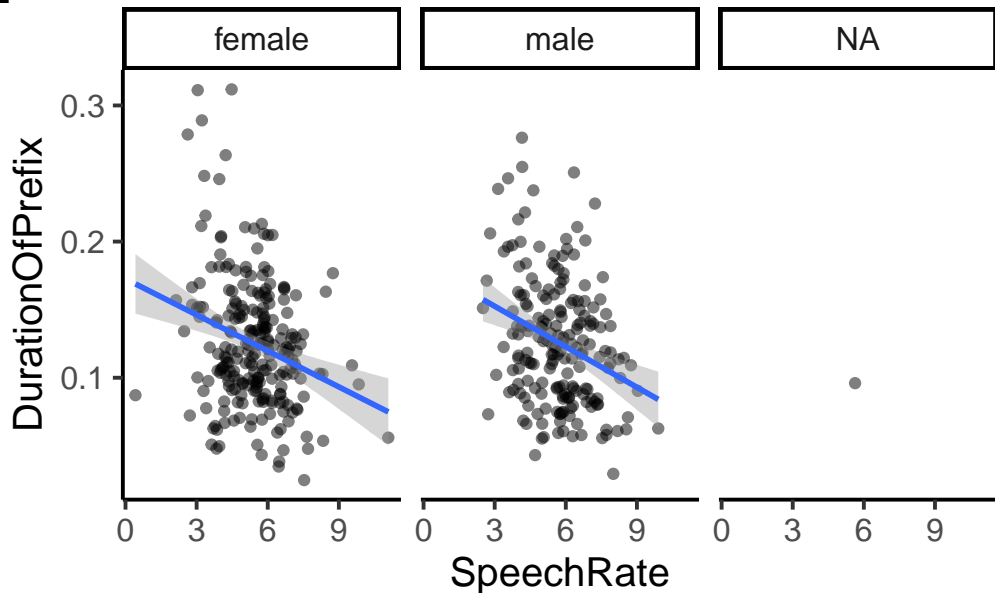 female male NA
0.3
0.2
0.1
DurationOfPrefix
0 3 6 9 0 3 6 9 0 3 6 9
SpeechRate